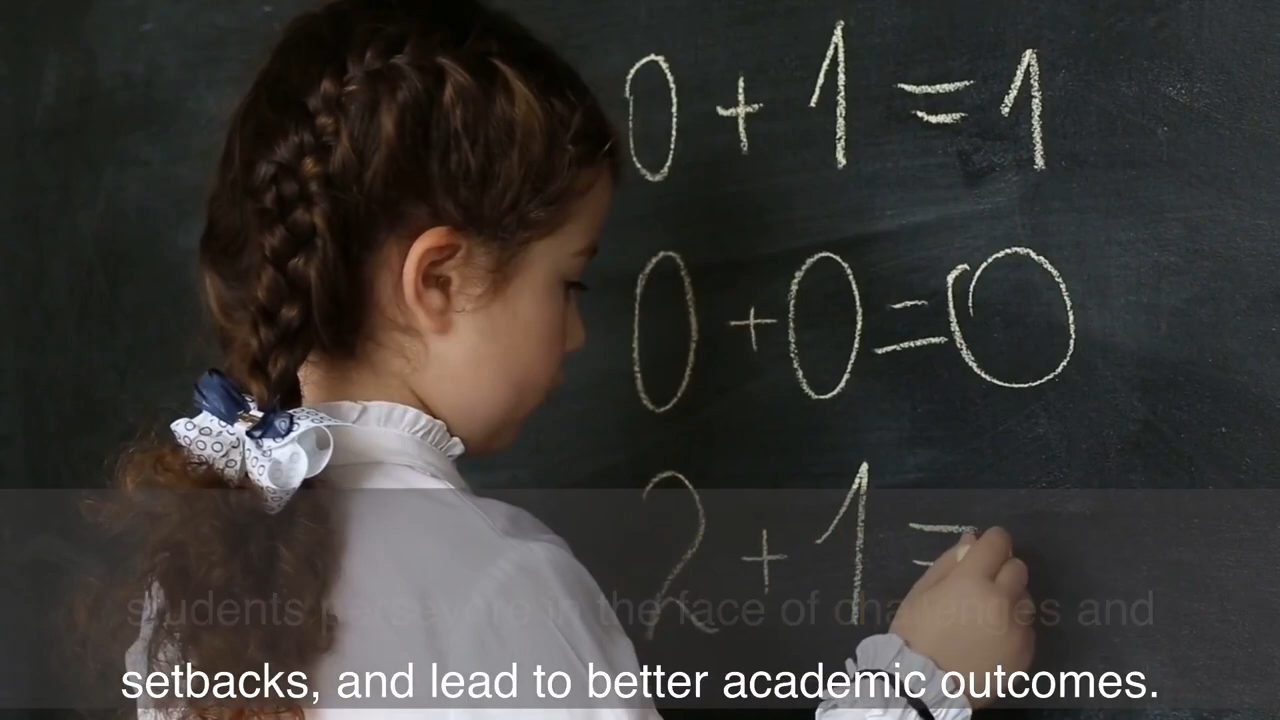 0 + 1 = 1
0 + 0 = 0
2 + 1 =
students persevere in the face of challenges and
setbacks, and lead to better academic outcomes.